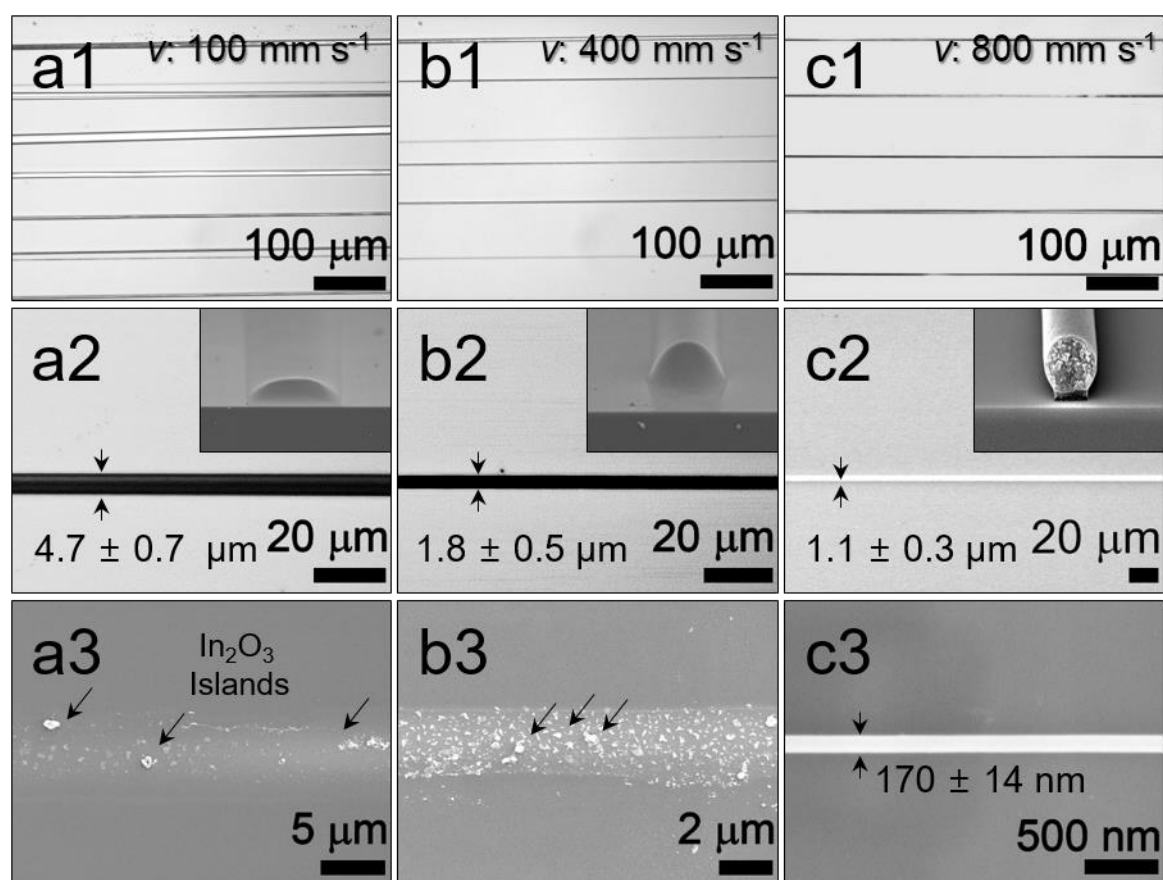 a1
v: 100 mm s⁻¹
100 μm
b1
v: 400 mm s⁻¹
100 μm
c1
v: 800 mm s⁻¹
100 μm
a2
4.7 ± 0.7 μm
20 μm
b2
1.8 ± 0.5 μm
20 μm
c2
1.1 ± 0.3 μm
20 μm
a3
In₂O₃
Islands
5 μm
b3
2 μm
c3
170 ± 14 nm
500 nm